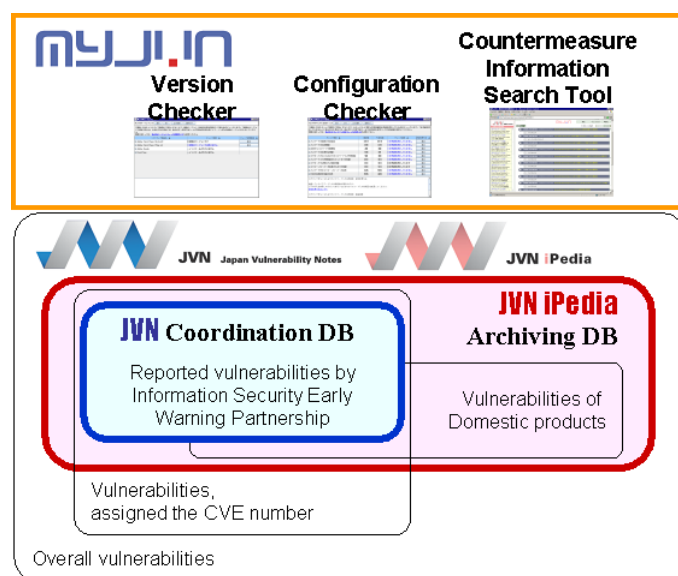 MyJVN
Version
Checker
Configuration
Checker
Countermeasure
Information
Search Tool
JVN Japan Vulnerability Notes
JVN iPedia
JVN iPedia
Archiving DB
JVN Coordination DB
Reported vulnerabilities by
Information Security Early
Warning Partnership
Vulnerabilities of
Domestic products
Vulnerabilities,
assigned the CVE number
Overall vulnerabilities